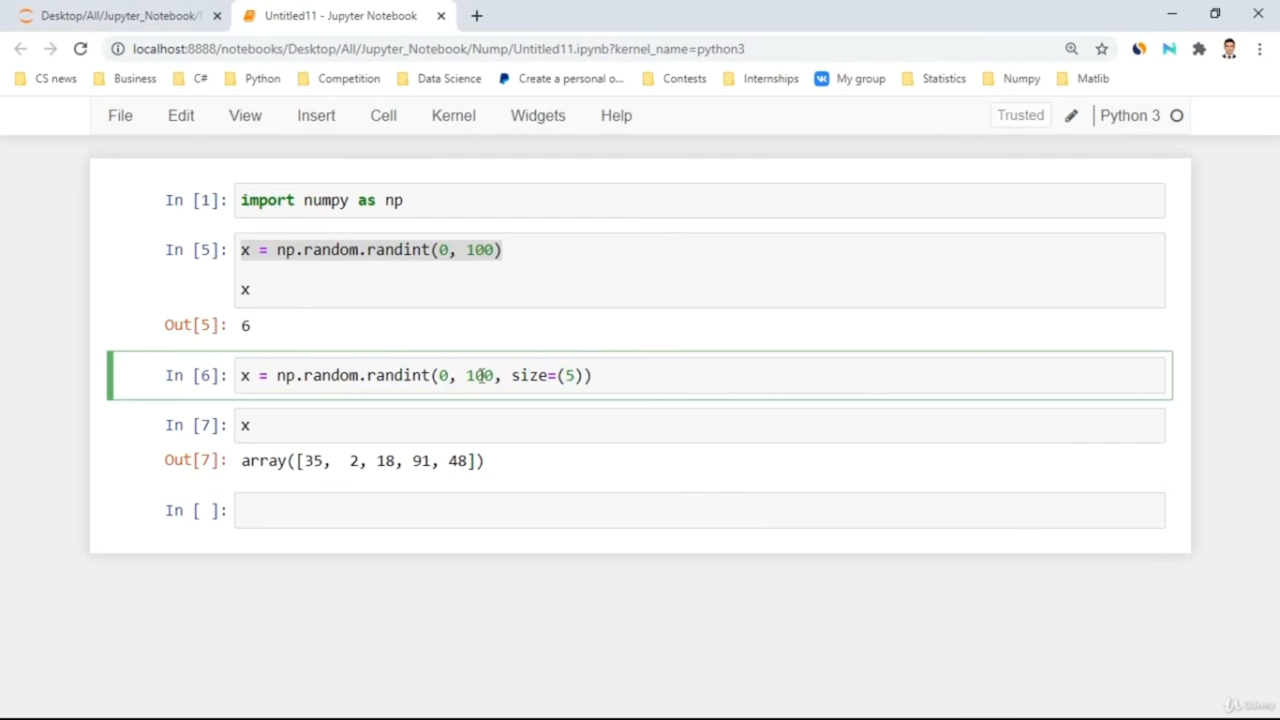 Desktop/All/Jupyter_Notebook/
Untitled11 - Jupyter Notebook
localhost:8888/notebooks/Desktop/All/Jupyter_Notebook/Nump/Untitled11.ipynb?kernel_name=python3
CS news Business C# Python Competition Data Science Create a personal o... Contests Internships My group Statistics Numpy Matlib
File Edit View Insert Cell Kernel Widgets Help Trusted Python 3
In [1]: import numpy as np
In [5]: x = np.random.randint(0, 100)
x
Out[5]: 6
In [6]: x = np.random.randint(0, 100, size=(5))
In [7]: x
Out[7]: array([35,  2, 18, 91, 48])
In [ ]:
Udemy